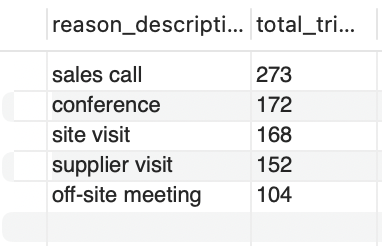 reason_descripti... total_tri...
sales call 273
conference 172
site visit 168
supplier visit 152
off-site meeting 104